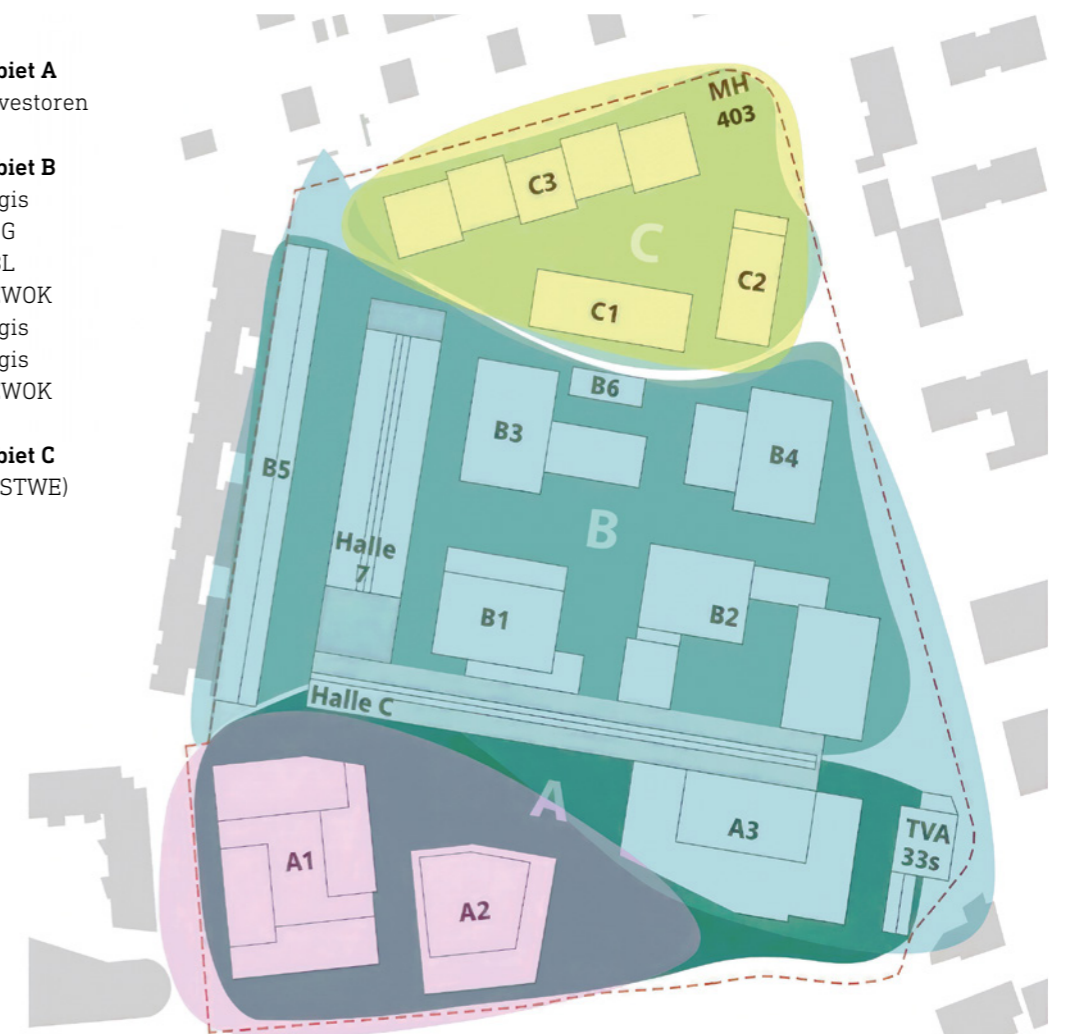 biet A
vestoren
biet B
gis
G
BL
WOK
gis
gis
WOK
biet C
STWE)
MH
403
C3
C
C2
C1
B6
B3
B4
B5
B
Halle
7
B1
B2
Halle C
A
A3
TVA
33s
A1
A2